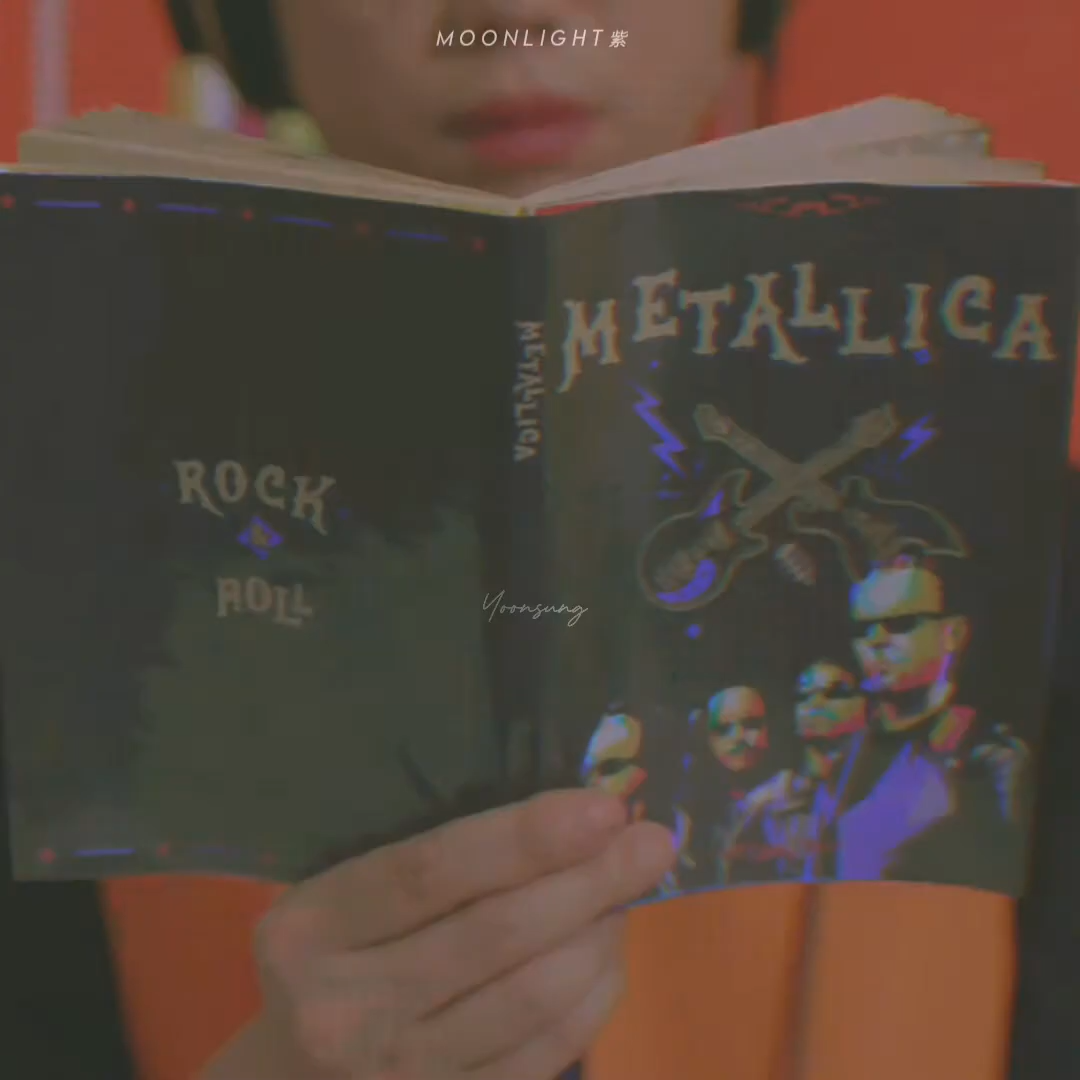 MOONLIGHT紫
METALLICA
METALLICA
ROCK
&
ROLL
Yoonsung